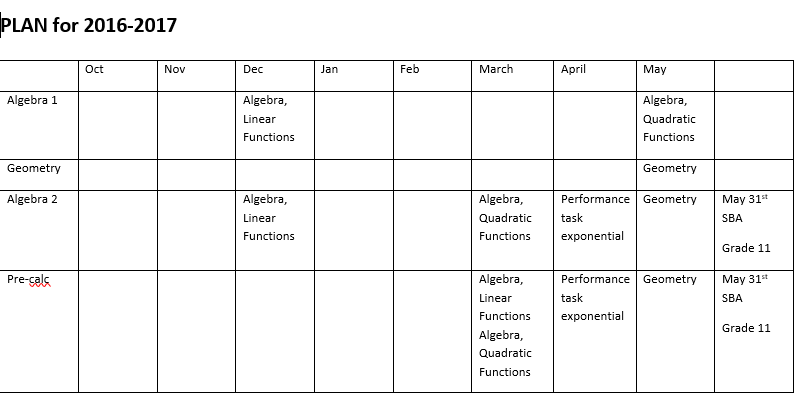 PLAN for 2016-2017
Oct Nov Dec Jan Feb March April May
Algebra 1 Algebra, Algebra,
Linear Quadratic
Functions Functions
Geometry Geometry
Algebra 2 Algebra, Algebra, Performance Geometry May 31st
Linear Quadratic task SBA
Functions Functions exponential
Grade 11
Pre-calc Algebra, Performance Geometry May 31st
Linear task SBA
Functions exponential
Grade 11
Algebra,
Quadratic
Functions